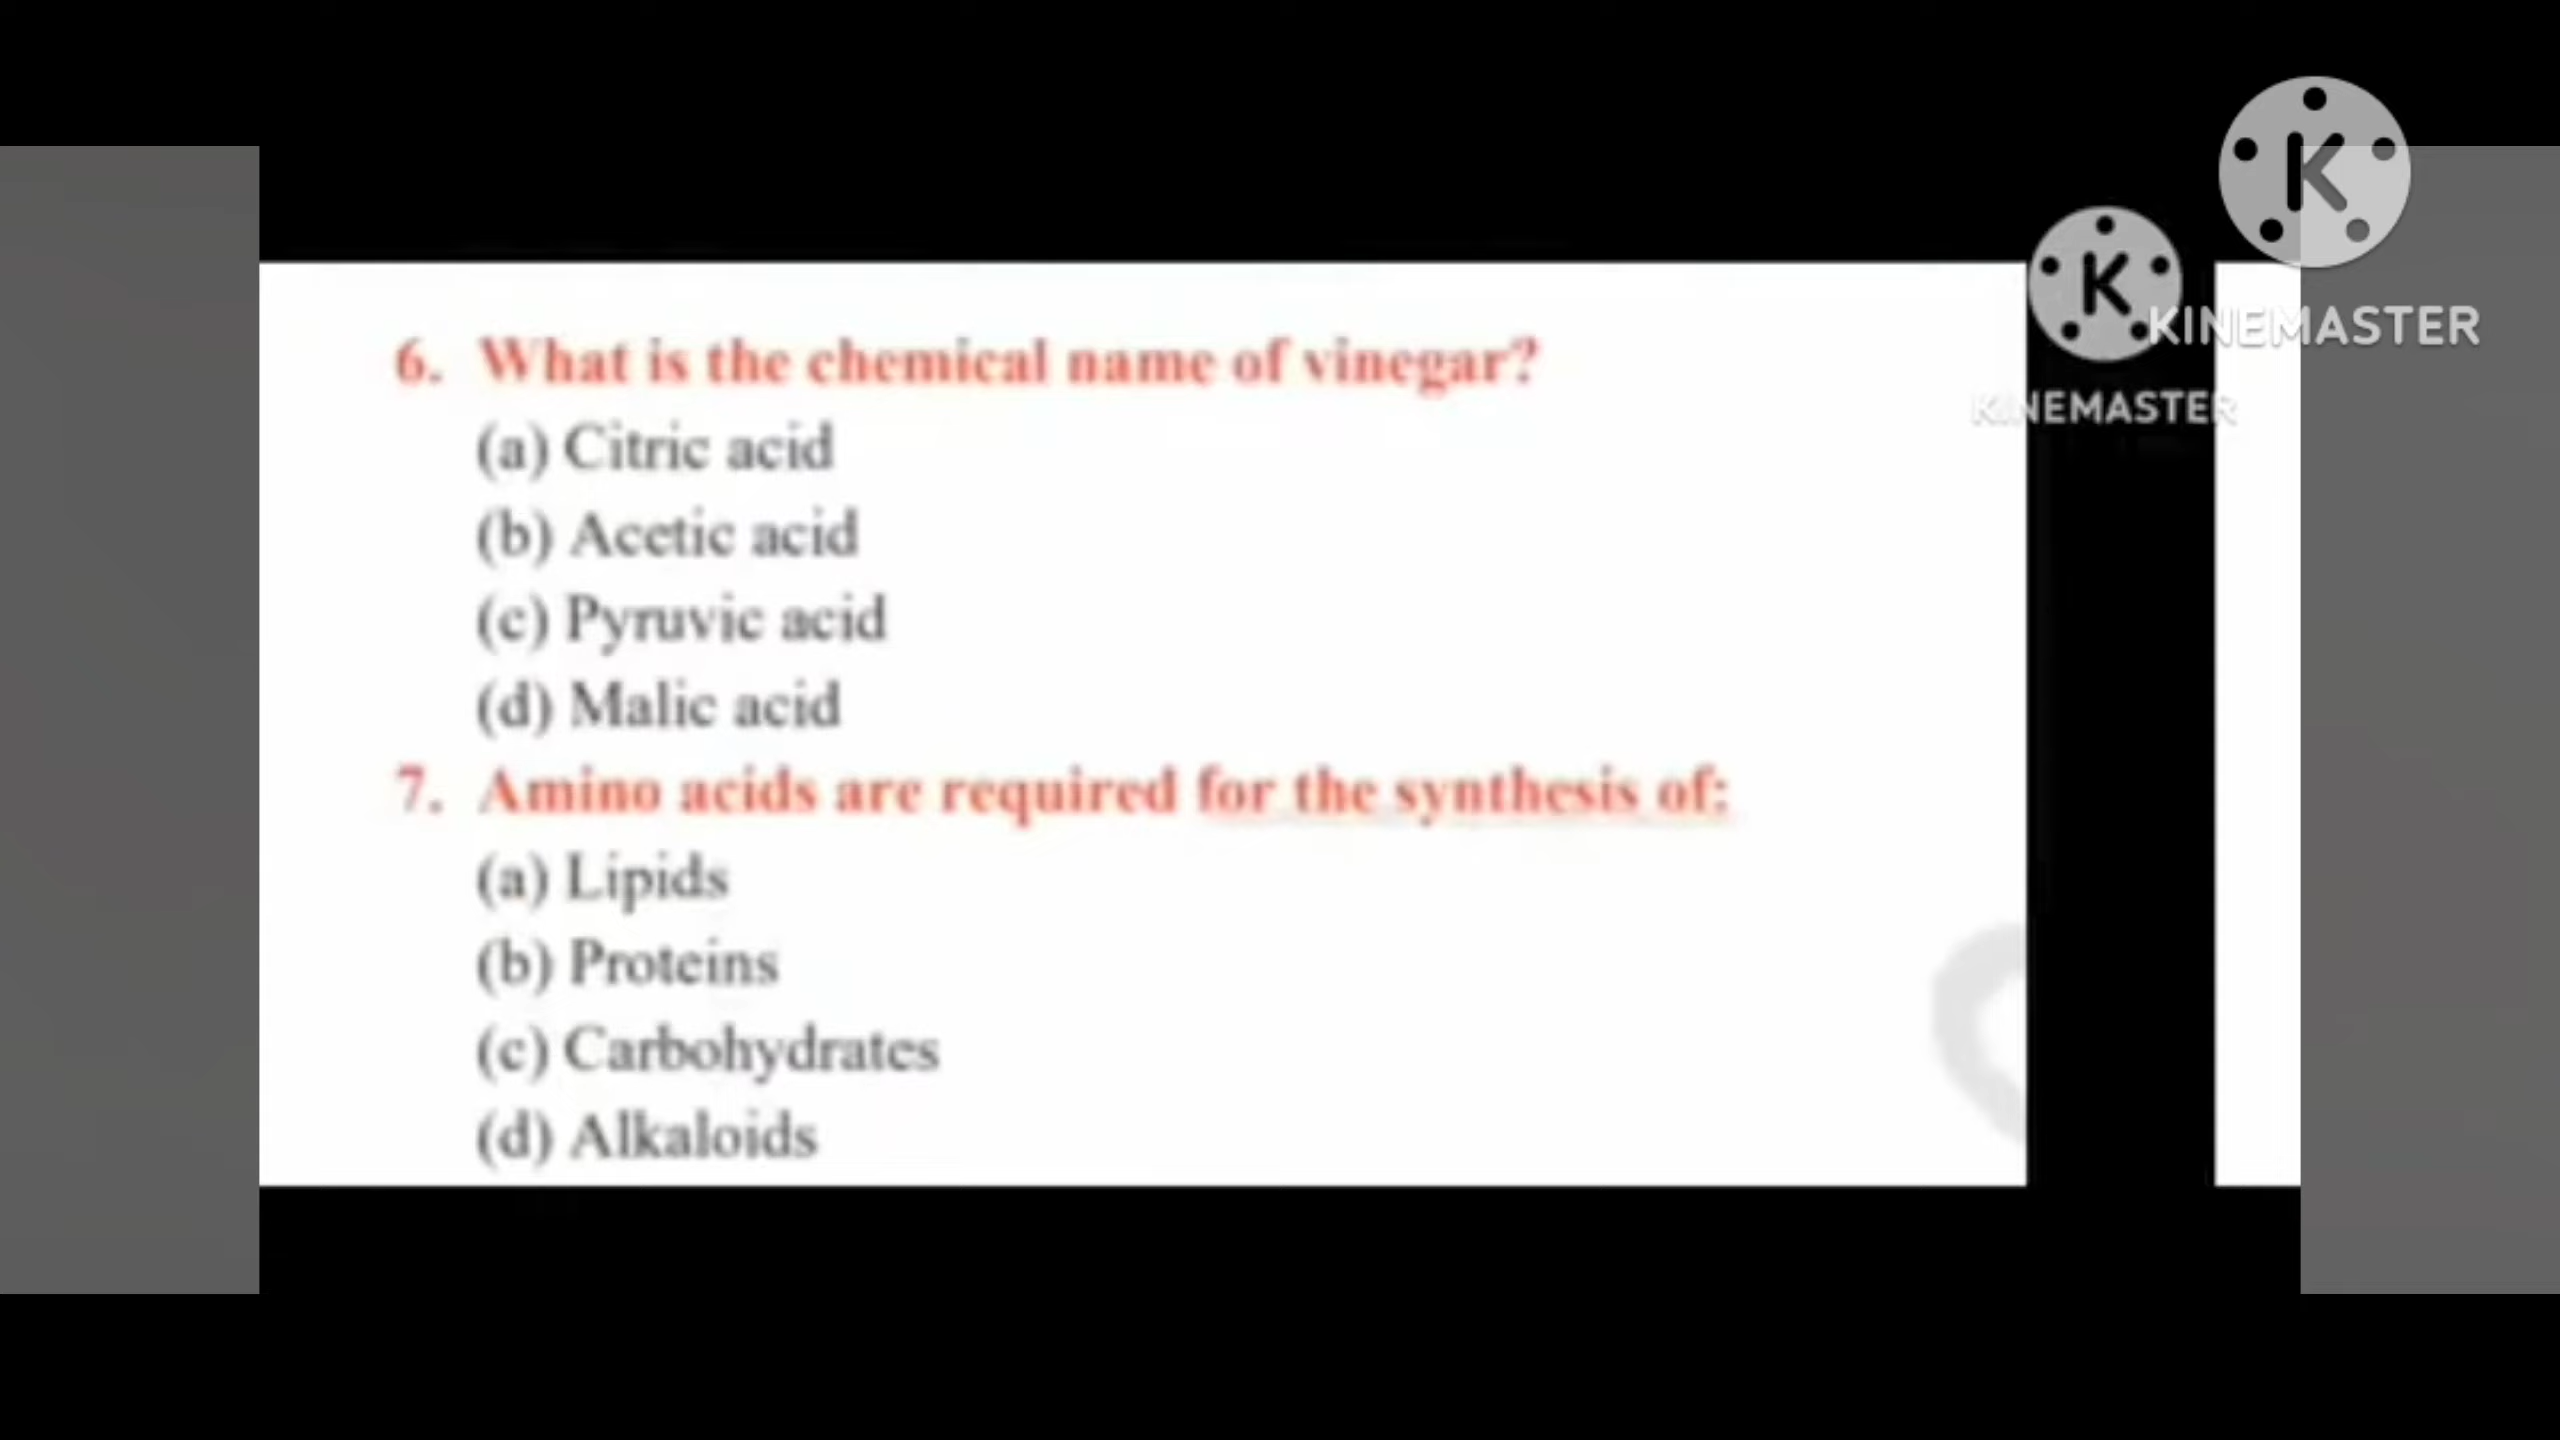 6. What is the chemical name of vinegar?
(a) Citric acid
(b) Acetic acid
(c) Pyruvic acid
(d) Malic acid
7. Amino acids are required for the synthesis of:
(a) Lipids
(b) Proteins
(c) Carbohydrates
(d) Alkaloids
K
KINEMASTER
K
KINEMASTER